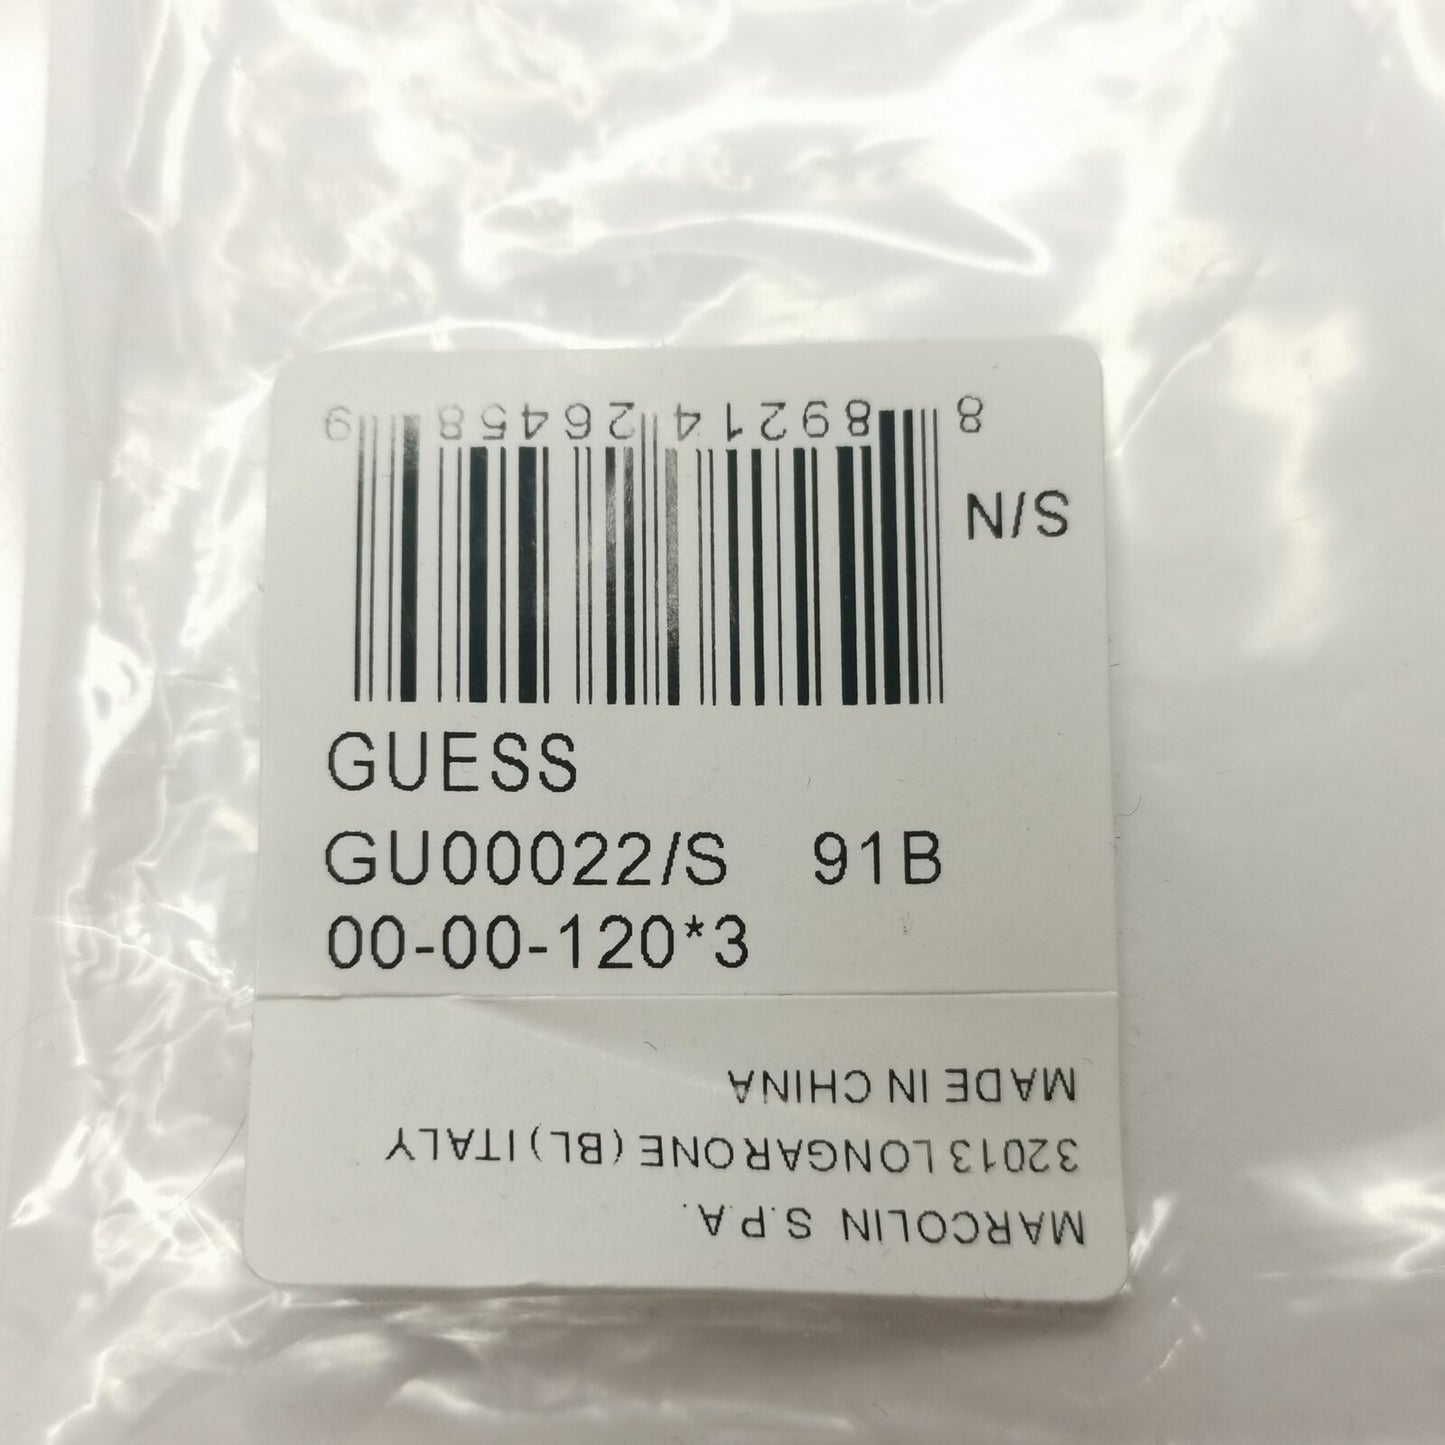 8 89214 26458 9
S/N
GUESS
GU00022/S 91B
00-00-120*3
MARCOLIN S.P.A.
32013 LONGARONE (BL) ITALY
MADE IN CHINA